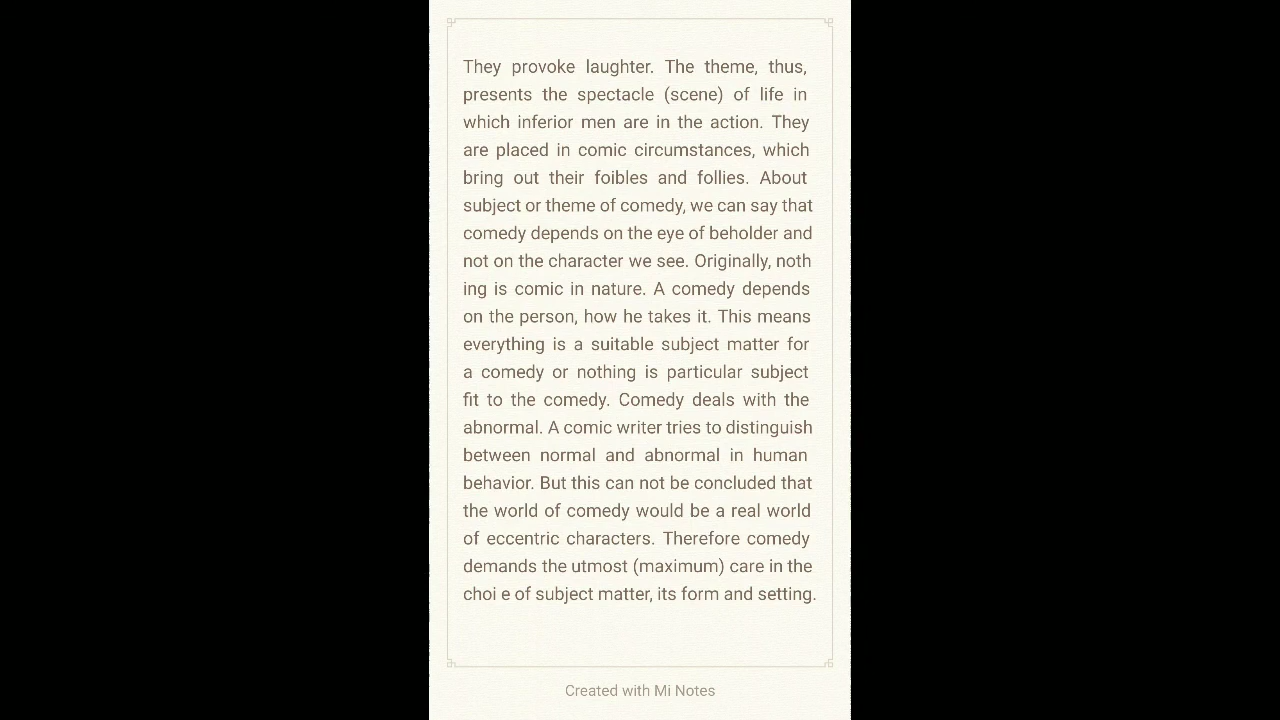 They provoke laughter. The theme, thus,
presents the spectacle (scene) of life in
which inferior men are in the action. They
are placed in comic circumstances, which
bring out their foibles and follies. About
subject or theme of comedy, we can say that
comedy depends on the eye of beholder and
not on the character we see. Originally, noth
ing is comic in nature. A comedy depends
on the person, how he takes it. This means
everything is a suitable subject matter for
a comedy or nothing is particular subject
fit to the comedy. Comedy deals with the
abnormal. A comic writer tries to distinguish
between normal and abnormal in human
behavior. But this can not be concluded that
the world of comedy would be a real world
of eccentric characters. Therefore comedy
demands the utmost (maximum) care in the
choi e of subject matter, its form and setting.
Created with Mi Notes